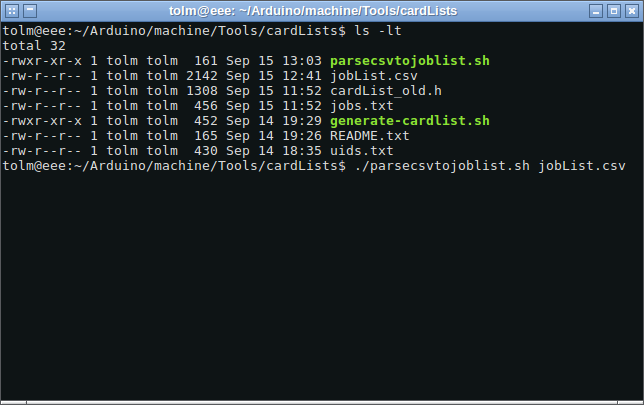 tolm@eee: ~/Arduino/machine/Tools/cardLists
tolm@eee:~/Arduino/machine/Tools/cardLists$ ls -lt
total 32
-rwxr-xr-x 1 tolm tolm  161 Sep 15 13:03 parsecsvtojoblist.sh
-rw-r--r-- 1 tolm tolm 2142 Sep 15 12:41 jobList.csv
-rw-r--r-- 1 tolm tolm 1308 Sep 15 11:52 cardList_old.h
-rw-r--r-- 1 tolm tolm  456 Sep 15 11:52 jobs.txt
-rwxr-xr-x 1 tolm tolm  452 Sep 14 19:29 generate-cardlist.sh
-rw-r--r-- 1 tolm tolm  165 Sep 14 19:26 README.txt
-rw-r--r-- 1 tolm tolm  430 Sep 14 18:35 uids.txt
tolm@eee:~/Arduino/machine/Tools/cardLists$ ./parsecsvtojoblist.sh jobList.csv